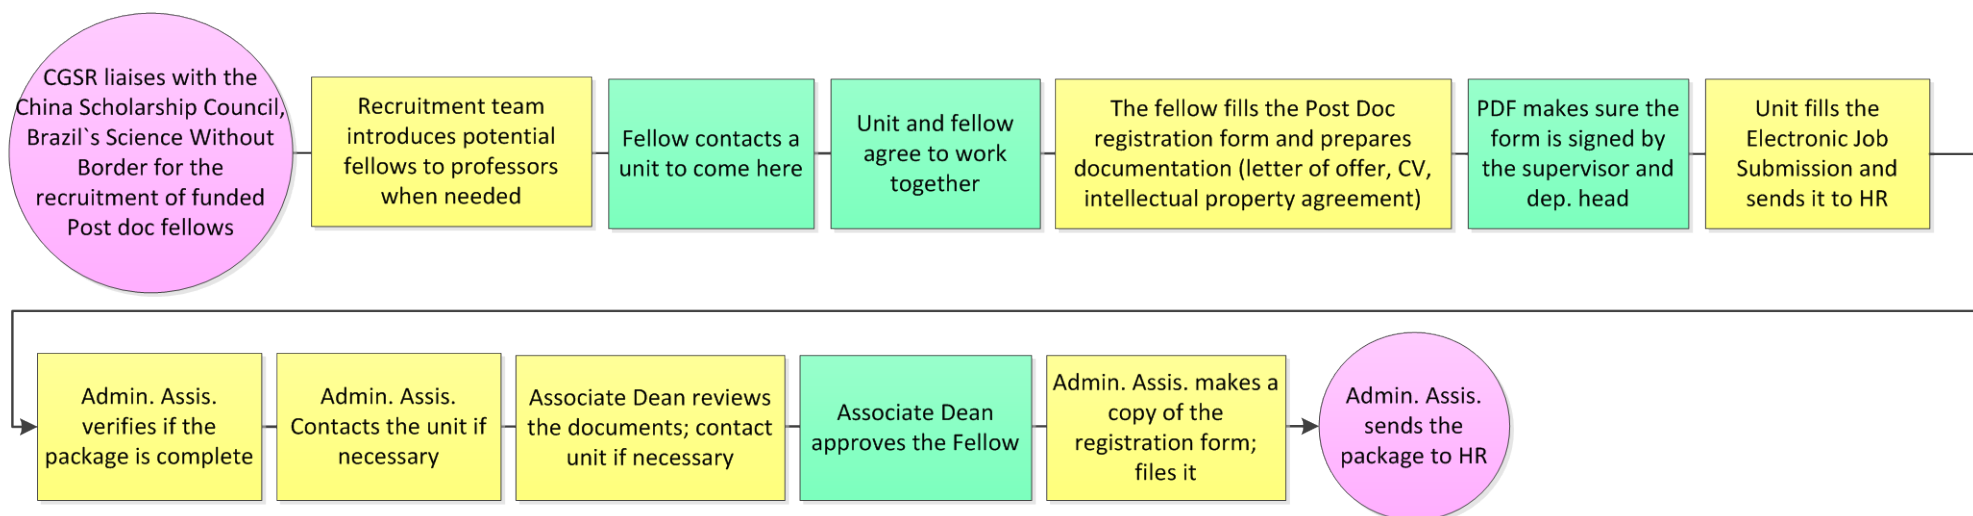 CGSR liaises with the
China Scholarship Council,
Brazil`s Science Without
Border for the
recruitment of funded
Post doc fellows
Recruitment team
introduces potential
fellows to professors
when needed
Fellow contacts a
unit to come here
Unit and fellow
agree to work
together
The fellow fills the Post Doc
registration form and prepares
documentation (letter of offer, CV,
intellectual property agreement)
PDF makes sure the
form is signed by
the supervisor and
dep. head
Unit fills the
Electronic Job
Submission and
sends it to HR
Admin. Assis.
verifies if the
package is complete
Admin. Assis.
Contacts the unit if
necessary
Associate Dean reviews
the documents; contact
unit if necessary
Associate Dean
approves the Fellow
Admin. Assis. makes a
copy of the
registration form;
files it
Admin. Assis.
sends the
package to HR